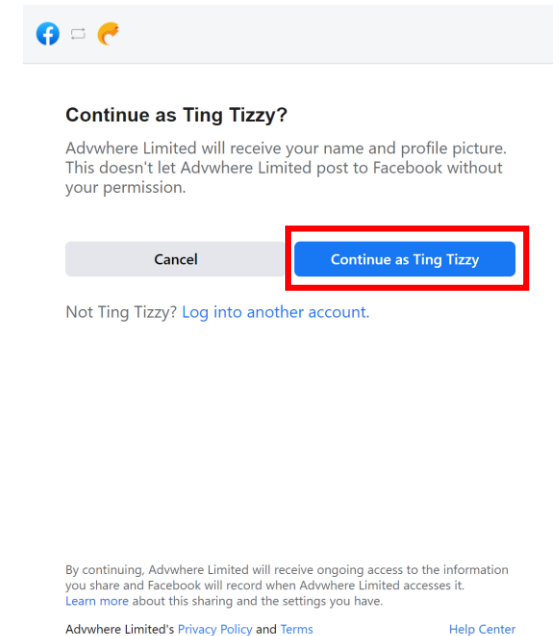 Continue as Ting Tizzy?
Advwhere Limited will receive your name and profile picture.
This doesn't let Advwhere Limited post to Facebook without
your permission.
Cancel
Continue as Ting Tizzy
Not Ting Tizzy? Log into another account.
By continuing, Advwhere Limited will receive ongoing access to the information
you share and Facebook will record when Advwhere Limited accesses it.
Learn more about this sharing and the settings you have.
Advwhere Limited's Privacy Policy and Terms
Help Center